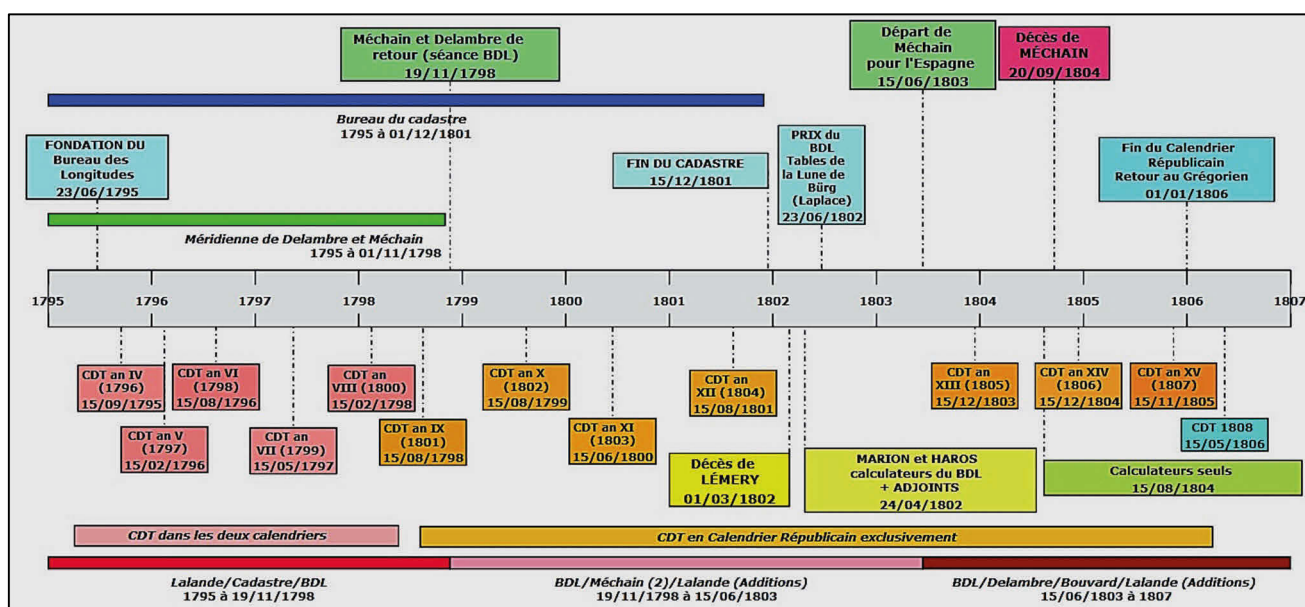 Méchain et Delambre de
retour (séance BDL)
19/11/1798
Départ de
Méchain
pour l'Espagne
15/06/1803
Décès de
MÉCHAIN
20/09/1804
Bureau du cadastre
1795 à 01/12/1801
FONDATION DU
Bureau des
Longitudes
23/06/1795
FIN DU CADASTRE
15/12/1801
PRIX du
BDL
Tables de
la Lune de
Bürg
(Laplace)
23/06/1802
Fin du Calendrier
Républicain
Retour au Grégorien
01/01/1806
Méridienne de Delambre et Méchain
1795 à 01/11/1798
1795 1796 1797 1798 1799 1800 1801 1802 1803 1804 1805 1806 1807
CDT an IV
(1796)
15/09/1795
CDT an V
(1797)
15/02/1796
CDT an VI
(1798)
15/08/1796
CDT an
VII (1799)
15/05/1797
CDT an
VIII (1800)
15/02/1798
CDT an IX
(1801)
15/08/1798
CDT an X
(1802)
15/08/1799
CDT an XI
(1803)
15/06/1800
CDT an
XII (1804)
15/08/1801
Décès de
LÉMERY
01/03/1802
MARION et HAROS
calculateurs du BDL
+ ADJOINTS
24/04/1802
CDT an
XIII (1805)
15/12/1803
CDT an XIV
(1806)
15/12/1804
CDT an XV
(1807)
15/11/1805
CDT 1808
15/05/1806
Calculateurs seuls
15/08/1804
CDT dans les deux calendriers
CDT en Calendrier Républicain exclusivement
Lalande/Cadastre/BDL
1795 à 19/11/1798
BDL/Méchain (2)/Lalande (Additions)
19/11/1798 à 15/06/1803
BDL/Delambre/Bouvard/Lalande (Additions)
15/06/1803 à 1807